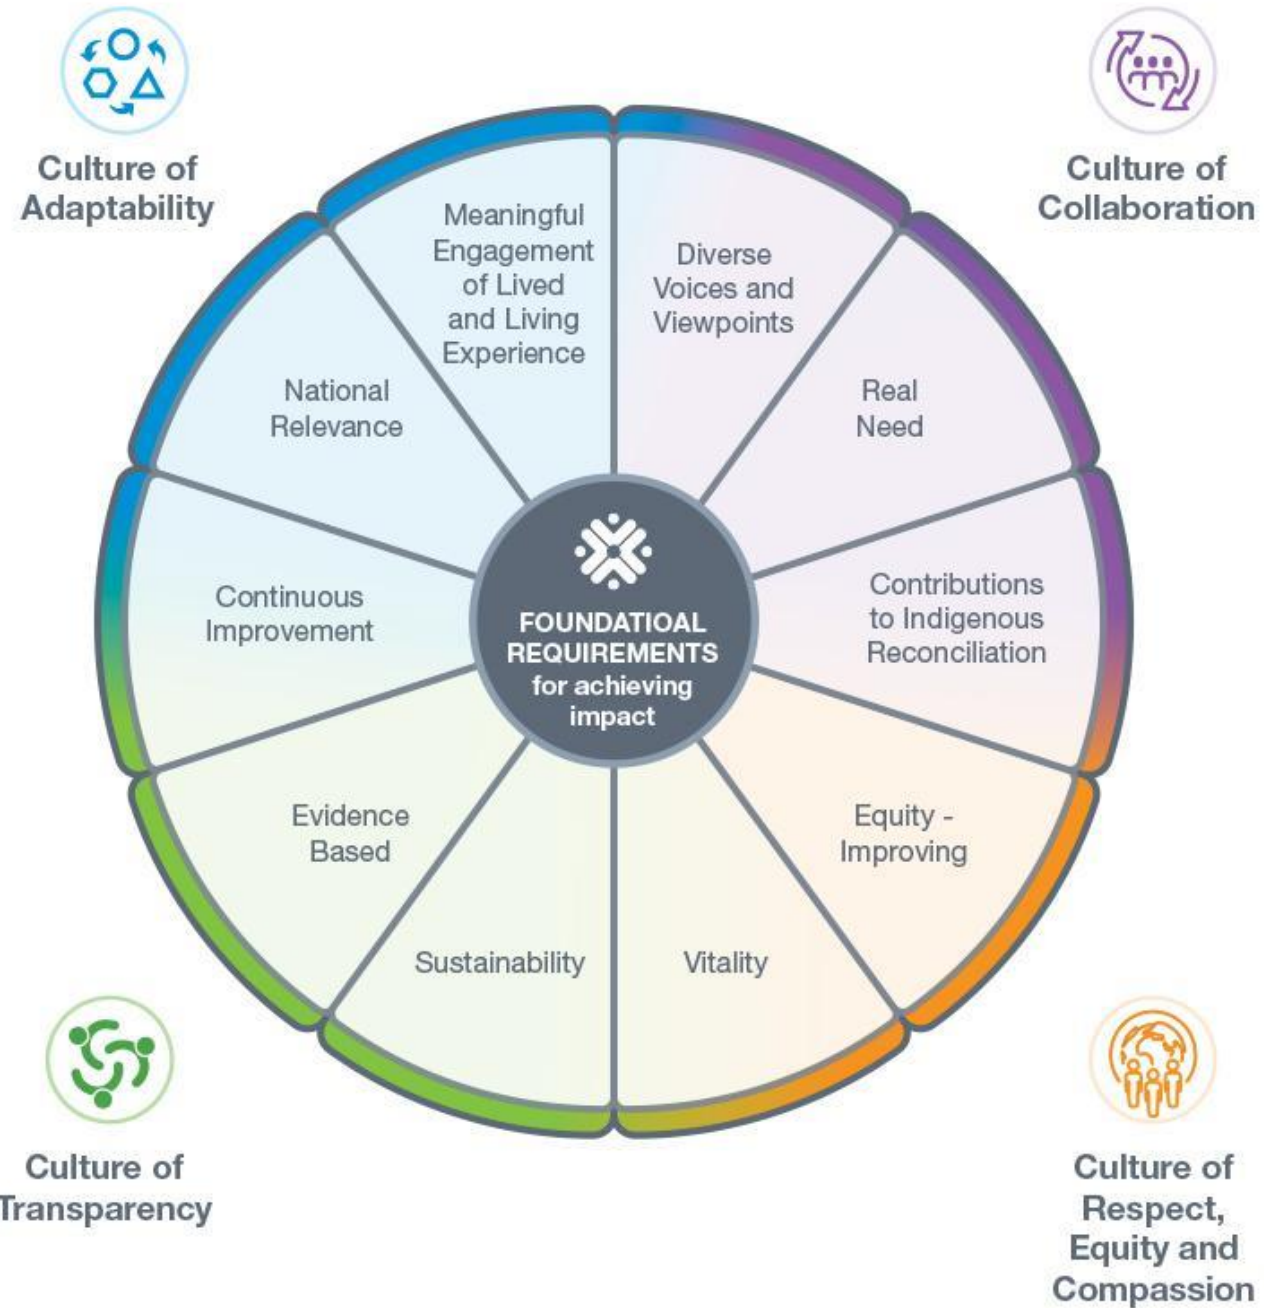 Culture of
Adaptability
Culture of
Collaboration
Meaningful
Engagement
of Lived
and Living
Experience
Diverse
Voices and
Viewpoints
National
Relevance
Real
Need
Continuous
Improvement
FOUNDATIOAL
REQUIREMENTS
for achieving
impact
Contributions
to Indigenous
Reconciliation
Evidence
Based
Equity -
Improving
Sustainability
Vitality
Culture of
Transparency
Culture of
Respect,
Equity and
Compassion